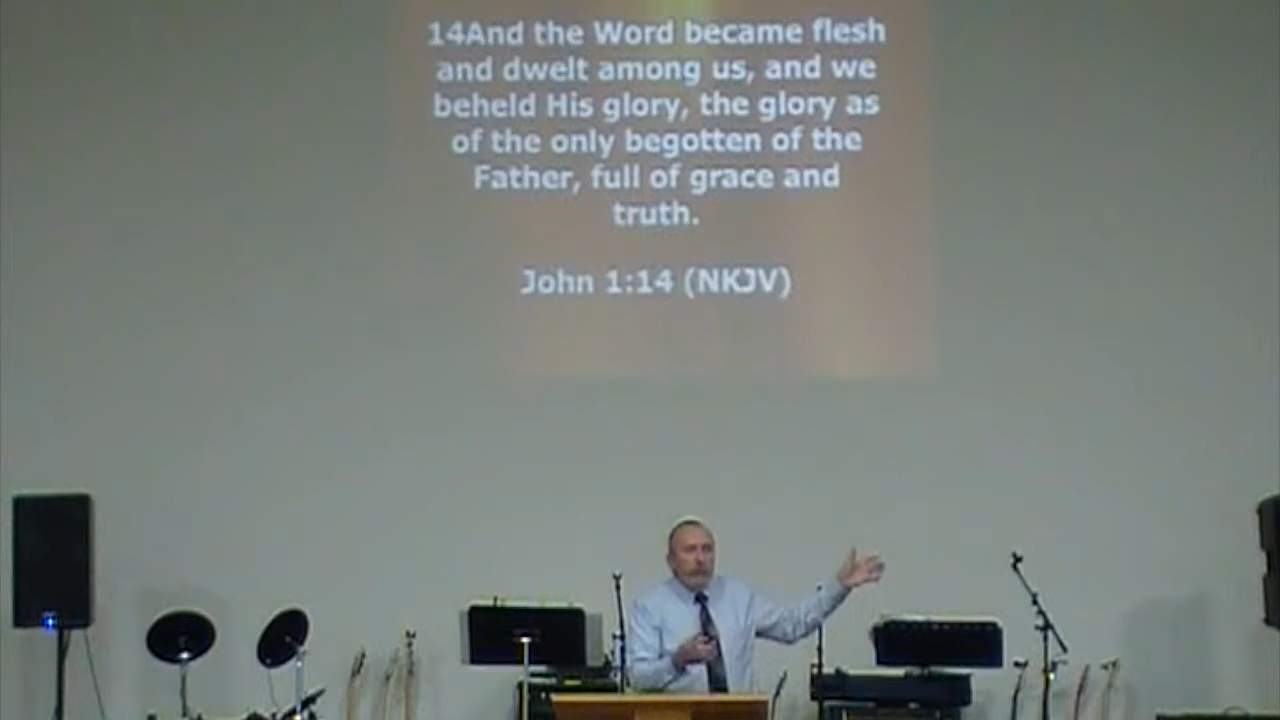 14And the Word became flesh
and dwelt among us, and we
beheld His glory, the glory as
of the only begotten of the
Father, full of grace and
truth.
John 1:14 (NKJV)